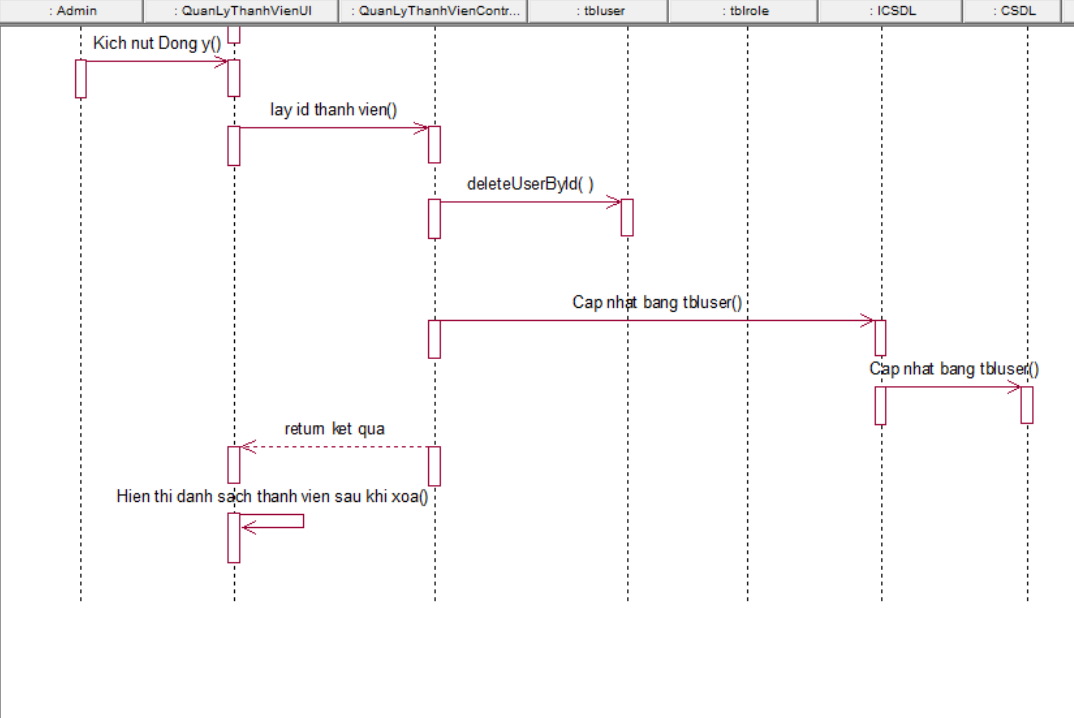 : Admin
: QuanLyThanhVienUI
: QuanLyThanhVienContr...
: tbluser
: tblrole
: ICSDL
: CSDL
Kich nut Dong y()
lay id thanh vien()
deleteUserById( )
Cap nhat bang tbluser()
Cap nhat bang tbluser()
return ket qua
Hien thi danh sach thanh vien sau khi xoa()